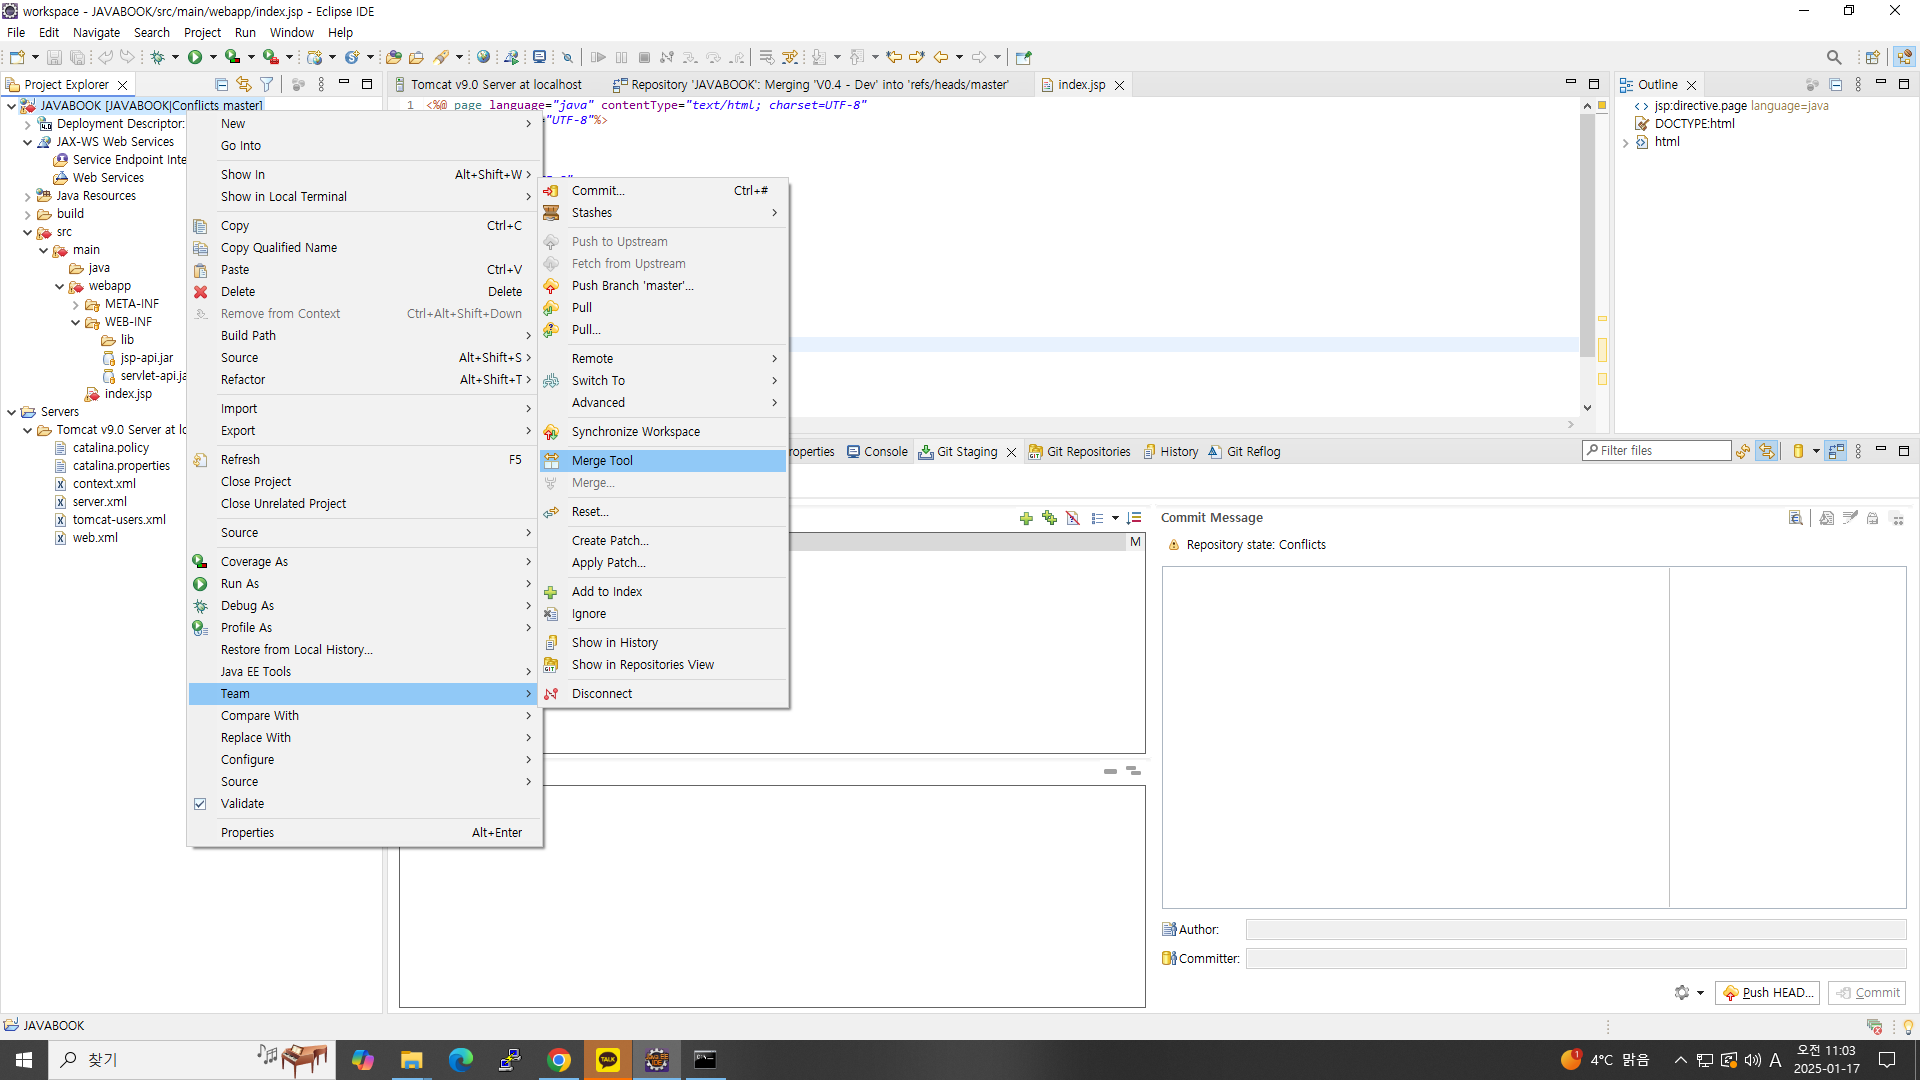 workspace - JAVABOOK/src/main/webapp/index.jsp - Eclipse IDE
File Edit Navigate Search Project Run Window Help
Project Explorer
Tomcat v9.0 Server at localhost
Repository 'JAVABOOK': Merging 'V0.4 - Dev' into 'refs/heads/master'
index.jsp
Outline
JAVABOOK [JAVABOOK|Conflicts master]
Deployment Descriptor:
JAX-WS Web Services
Service Endpoint Inte
Web Services
Java Resources
build
src
main
java
webapp
META-INF
WEB-INF
lib
jsp-api.jar
servlet-api.ja
index.jsp
Servers
Tomcat v9.0 Server at lo
catalina.policy
catalina.properties
context.xml
server.xml
tomcat-users.xml
web.xml
1 <%@ page language="java" contentType="text/html; charset=UTF-8"
="UTF-8"%>
jsp:directive.page language=java
DOCTYPE:html
html
New
Go Into
Show In Alt+Shift+W
Show in Local Terminal
Copy Ctrl+C
Copy Qualified Name
Paste Ctrl+V
Delete Delete
Remove from Context Ctrl+Alt+Shift+Down
Build Path
Source Alt+Shift+S
Refactor Alt+Shift+T
Import
Export
Refresh F5
Close Project
Close Unrelated Project
Source
Coverage As
Run As
Debug As
Profile As
Restore from Local History...
Java EE Tools
Team
Compare With
Replace With
Configure
Source
Validate
Properties Alt+Enter
Commit... Ctrl+#
Stashes
Push to Upstream
Fetch from Upstream
Push Branch 'master'...
Pull
Pull...
Remote
Switch To
Advanced
Synchronize Workspace
Merge Tool
Merge...
Reset...
Create Patch...
Apply Patch...
Add to Index
Ignore
Show in History
Show in Repositories View
Disconnect
roperties
Console
Git Staging
Git Repositories
History
Git Reflog
Filter files
M
Commit Message
Repository state: Conflicts
Author:
Committer:
Push HEAD...
Commit
JAVABOOK
찾기
TALK
Java EE
IDE
1
4°C 맑음
A
오전 11:03
2025-01-17